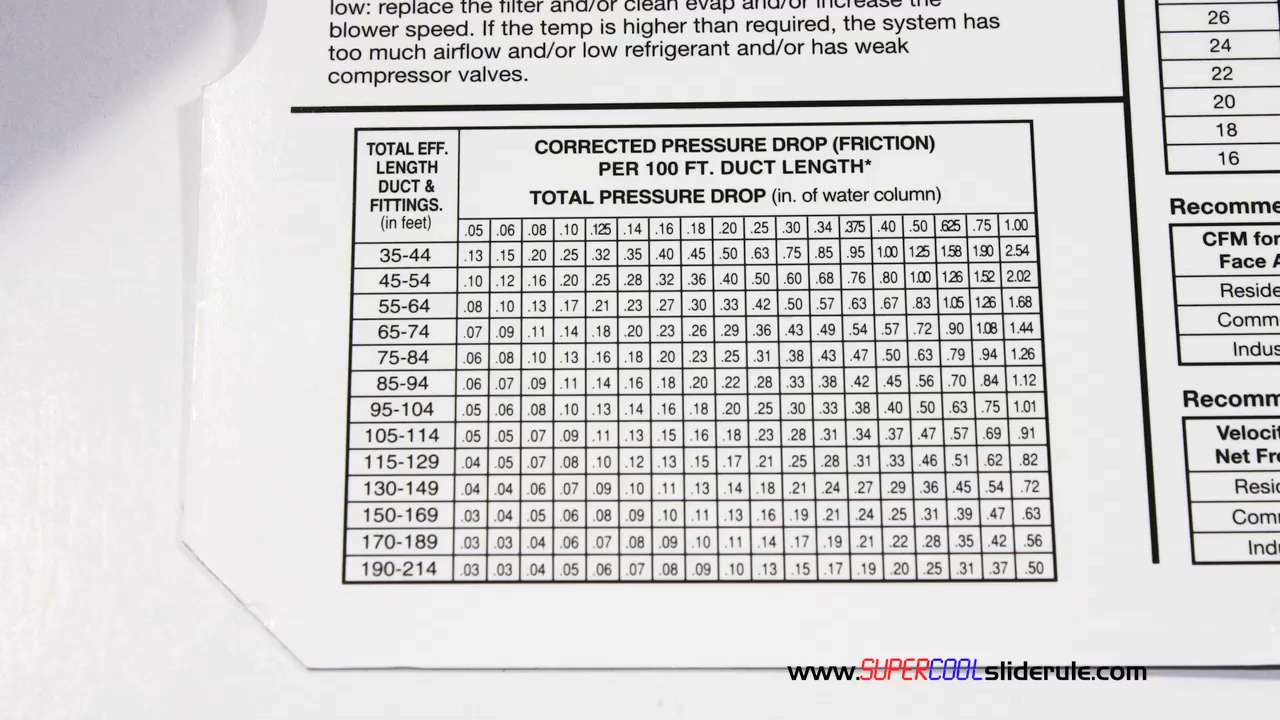 low: replace the filter and/or clean evap and/or increase the
blower speed. If the temp is higher than required, the system has
too much airflow and/or low refrigerant and/or has weak
compressor valves.
TOTAL EFF.
LENGTH
DUCT &
FITTINGS.
(in feet)
CORRECTED PRESSURE DROP (FRICTION)
PER 100 FT. DUCT LENGTH*
TOTAL PRESSURE DROP (in. of water column)
.05 .06 .08 .10 .125 .14 .16 .18 .20 .25 .30 .34 .375 .40 .50 .625 .75 1.00
35-44 .13 .15 .20 .25 .32 .35 .40 .45 .50 .63 .75 .85 .95 1.00 1.25 1.58 1.90 2.54
45-54 .10 .12 .16 .20 .25 .28 .32 .36 .40 .50 .60 .68 .76 .80 1.00 1.26 1.52 2.02
55-64 .08 .10 .13 .17 .21 .23 .27 .30 .33 .42 .50 .57 .63 .67 .83 1.05 1.26 1.68
65-74 .07 .09 .11 .14 .18 .20 .23 .26 .29 .36 .43 .49 .54 .57 .72 .90 1.08 1.44
75-84 .06 .08 .10 .13 .16 .18 .20 .23 .25 .31 .38 .43 .47 .50 .63 .79 .94 1.26
85-94 .06 .07 .09 .11 .14 .16 .18 .20 .22 .28 .33 .38 .42 .45 .56 .70 .84 1.12
95-104 .05 .06 .08 .10 .13 .14 .16 .18 .20 .25 .30 .33 .38 .40 .50 .63 .75 1.01
105-114 .05 .05 .07 .09 .11 .13 .15 .16 .18 .23 .28 .31 .34 .37 .47 .57 .69 .91
115-129 .04 .05 .07 .08 .10 .12 .13 .15 .17 .21 .25 .28 .31 .33 .46 .51 .62 .82
130-149 .04 .04 .06 .07 .09 .10 .11 .13 .14 .18 .21 .24 .27 .29 .36 .45 .54 .72
150-169 .03 .04 .05 .06 .08 .09 .10 .11 .13 .16 .19 .21 .24 .25 .31 .39 .47 .63
170-189 .03 .03 .04 .06 .07 .08 .09 .10 .11 .14 .17 .19 .21 .22 .28 .35 .42 .56
190-214 .03 .03 .04 .05 .06 .07 .08 .09 .10 .13 .15 .17 .19 .20 .25 .31 .37 .50
26
24
22
20
18
16
Recomme
CFM for
Face A
Reside
Comm
Indus
Recomm
Velocit
Net Fre
Resid
Com
Ind
www.SUPERCOOLsliderule.com